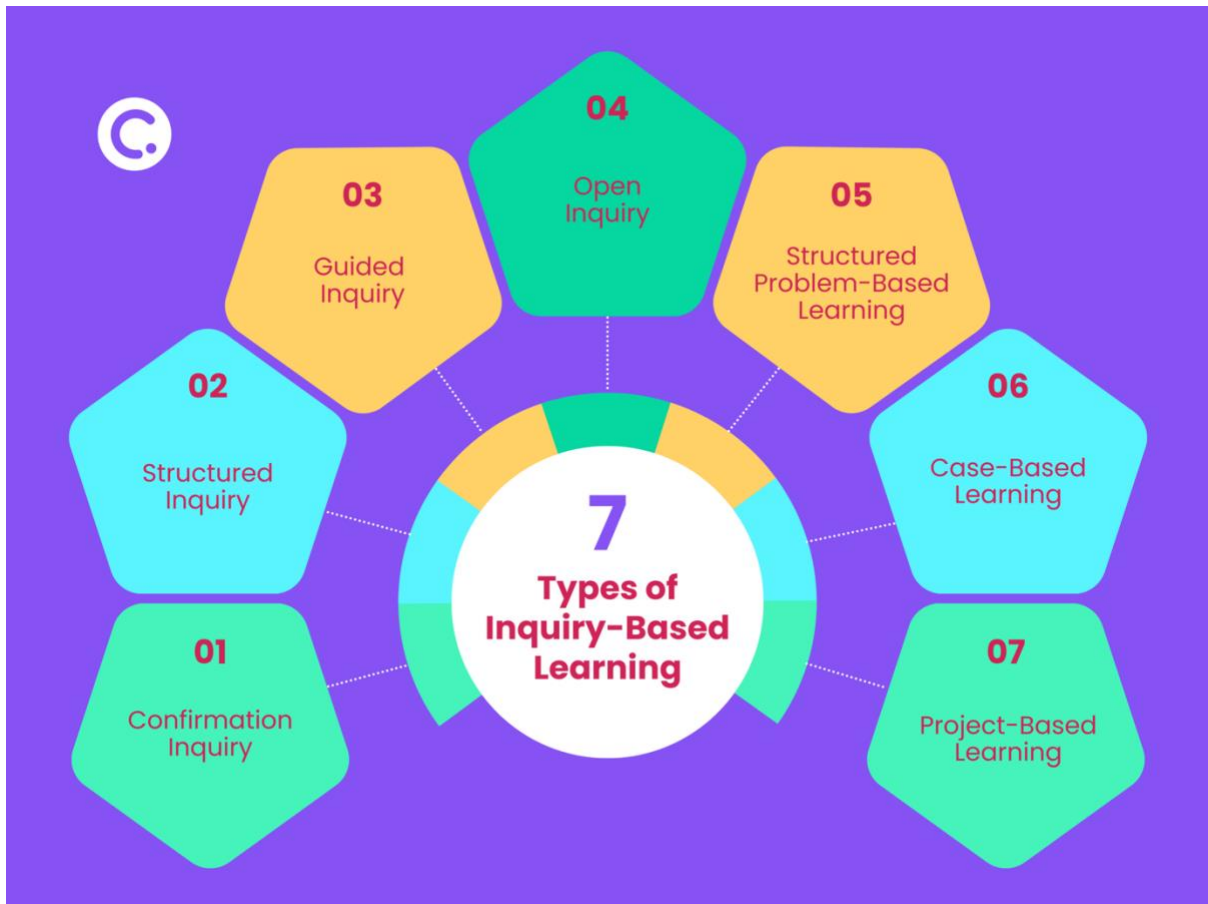 01
Confirmation
Inquiry
02
Structured
Inquiry
03
Guided
Inquiry
04
Open
Inquiry
05
Structured
Problem-Based
Learning
06
Case-Based
Learning
07
Project-Based
Learning
7
Types of
Inquiry-Based
Learning
C.